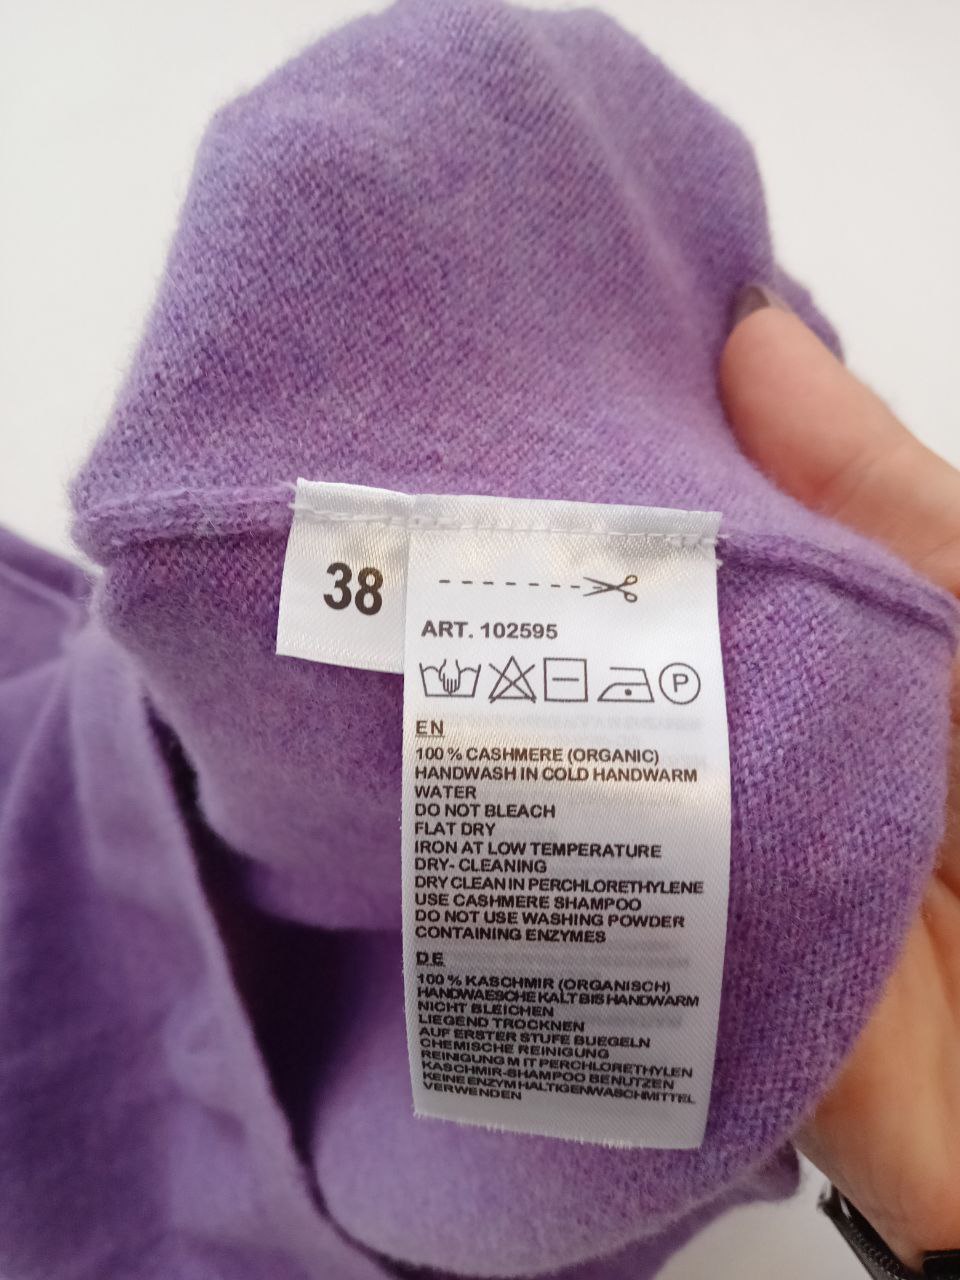 38
ART. 102595
P
EN
100 % CASHMERE (ORGANIC)
HANDWASH IN COLD HANDWARM
WATER
DO NOT BLEACH
FLAT DRY
IRON AT LOW TEMPERATURE
DRY- CLEANING
DRY CLEAN IN PERCHLORETHYLENE
USE CASHMERE SHAMPOO
DO NOT USE WASHING POWDER
CONTAINING ENZYMES
DE
100 % KASCHMIR (ORGANISCH)
HANDWAESCHE KALT BIS HANDWARM
NICHT BLEICHEN
LIEGEND TROCKNEN
AUF ERSTER STUFE BUEGELN
CHEMISCHE REINIGUNG
REINIGUNG MIT PERCHLORETHYLEN
KASCHMIR-SHAMPOO BENUTZEN
KEINE ENZYMHALTIGENWASCHMITTEL
VERWENDEN